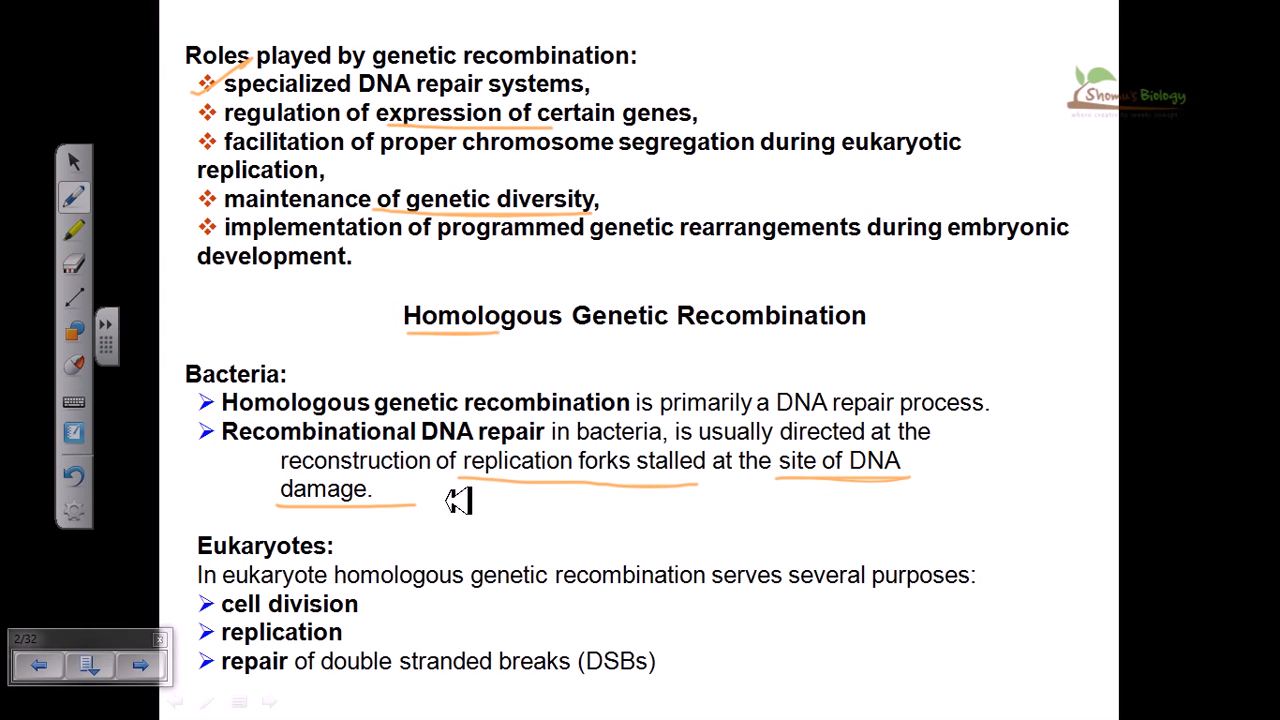 Roles played by genetic recombination:
❖ specialized DNA repair systems,
❖ regulation of expression of certain genes,
❖ facilitation of proper chromosome segregation during eukaryotic
replication,
❖ maintenance of genetic diversity,
❖ implementation of programmed genetic rearrangements during embryonic
development.
Shomu's Biology
Homologous Genetic Recombination
Bacteria:
➢ Homologous genetic recombination is primarily a DNA repair process.
➢ Recombinational DNA repair in bacteria, is usually directed at the
reconstruction of replication forks stalled at the site of DNA
damage.
Eukaryotes:
In eukaryote homologous genetic recombination serves several purposes:
➢ cell division
➢ replication
➢ repair of double stranded breaks (DSBs)
2/32